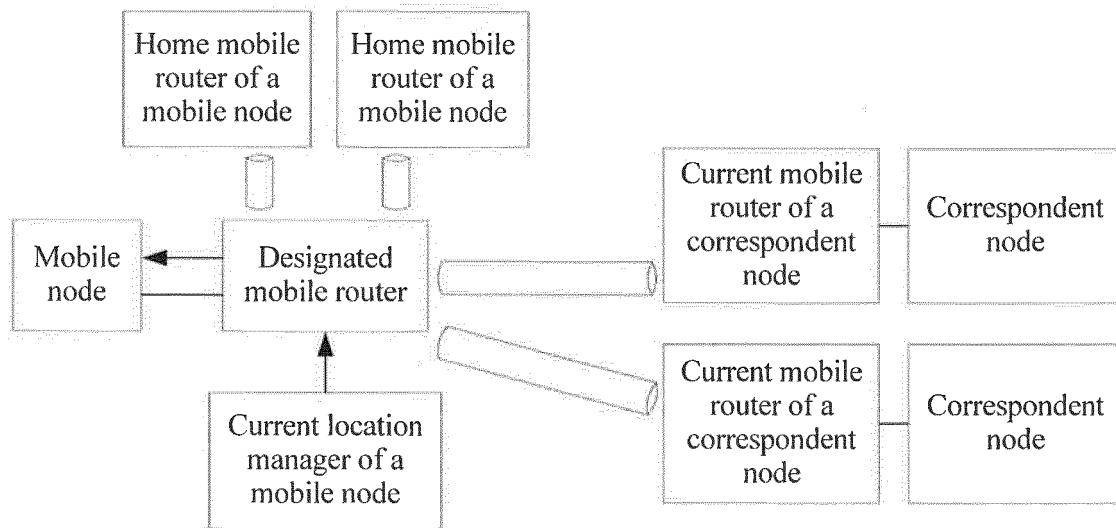 Home mobile
router of a
mobile node
Home mobile
router of a
mobile node
Current mobile
router of a
correspondent
node
Correspondent
node
Mobile
node
Designated
mobile router
Current location
manager of a
mobile node
Current mobile
router of a
correspondent
node
Correspondent
node